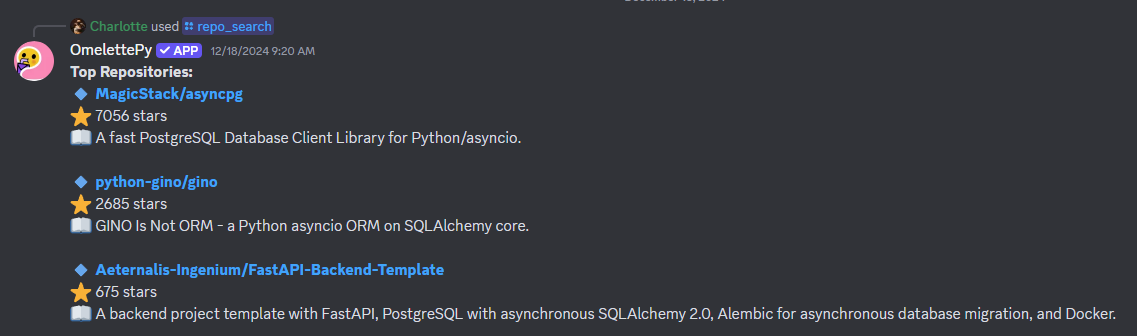 Charlotte used repo_search
OmelettePy ✓ APP 12/18/2024 9:20 AM
Top Repositories:
🔹 MagicStack/asyncpg
⭐ 7056 stars
📖 A fast PostgreSQL Database Client Library for Python/asyncio.
🔹 python-gino/gino
⭐ 2685 stars
📖 GINO Is Not ORM - a Python asyncio ORM on SQLAlchemy core.
🔹 Aeternalis-Ingenium/FastAPI-Backend-Template
⭐ 675 stars
📖 A backend project template with FastAPI, PostgreSQL with asynchronous SQLAlchemy 2.0, Alembic for asynchronous database migration, and Docker.